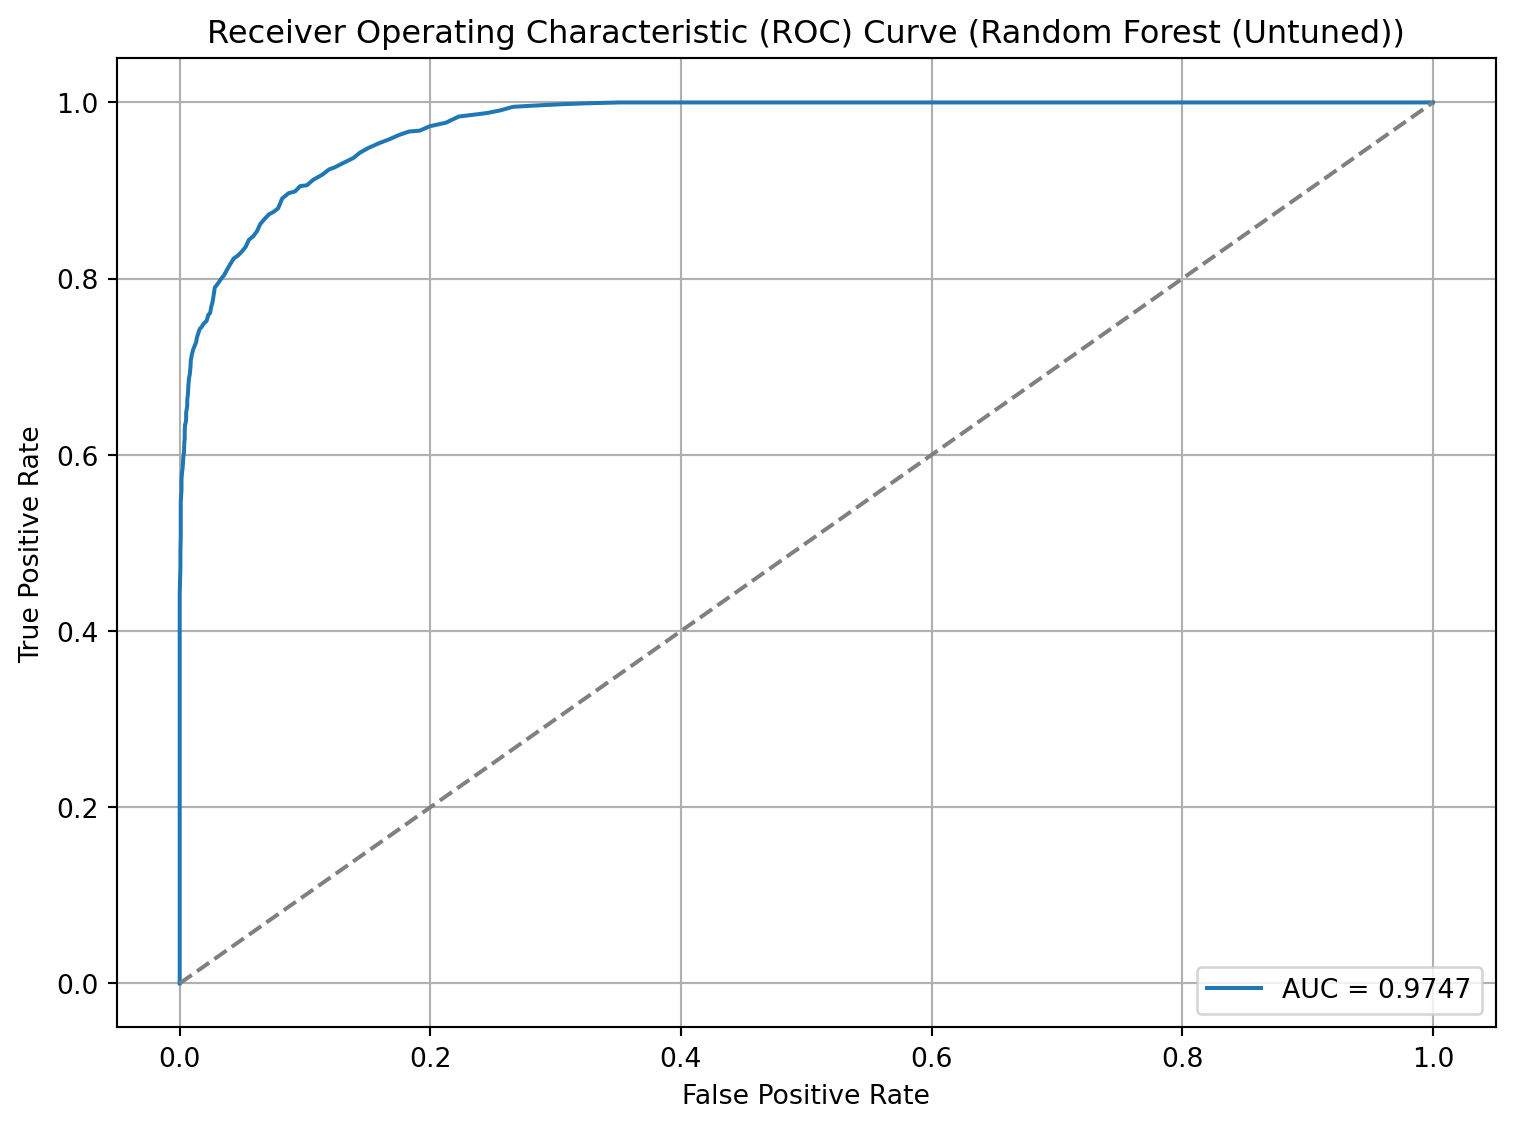 Receiver Operating Characteristic (ROC) Curve (Random Forest (Untuned))
True Positive Rate
1.0
0.8
0.6
0.4
0.2
0.0
AUC = 0.9747
0.0 0.2 0.4 0.6 0.8 1.0
False Positive Rate